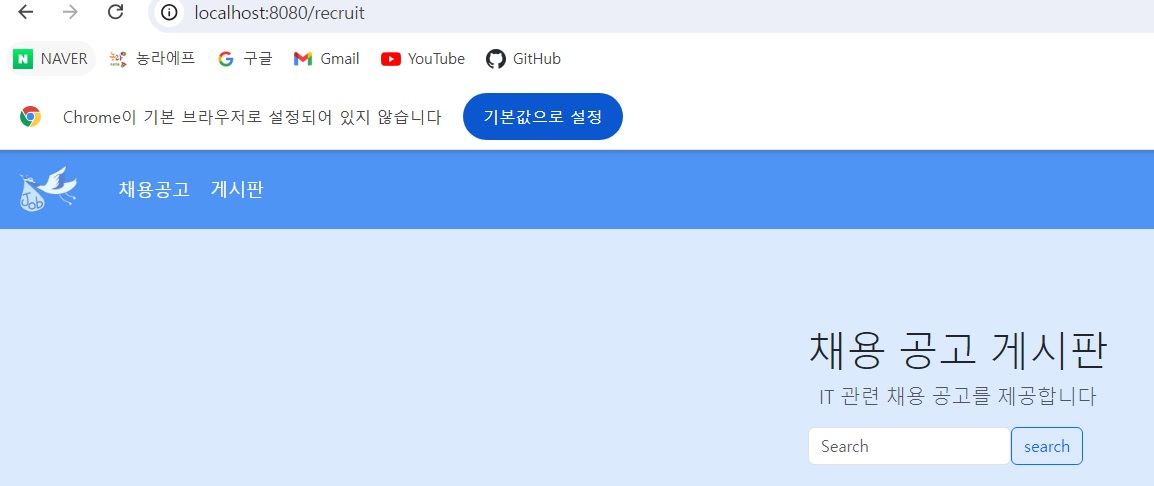 localhost:8080/recruit
NAVER 농라에프 구글 Gmail YouTube GitHub
Chrome이 기본 브라우저로 설정되어 있지 않습니다 기본값으로 설정
Job 채용공고 게시판
채용 공고 게시판
IT 관련 채용 공고를 제공합니다
Search search